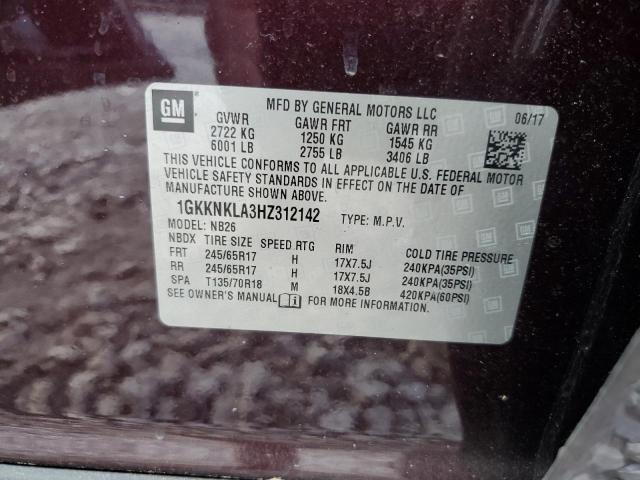 GM
MFD BY GENERAL MOTORS LLC 06/17
GVWR GAWR FRT GAWR RR
2722 KG 1250 KG 1545 KG
6001 LB 2755 LB 3406 LB
THIS VEHICLE CONFORMS TO ALL APPLICABLE U.S. FEDERAL MOTOR
VEHICLE SAFETY STANDARDS IN EFFECT ON THE DATE OF
MANUFACTURE SHOWN ABOVE.
1GKKNKLA3HZ312142 TYPE: M.P.V.
MODEL: NB26
NBDX TIRE SIZE SPEED RTG RIM COLD TIRE PRESSURE
FRT 245/65R17 H 17X7.5J 240KPA(35PSI)
RR 245/65R17 H 17X7.5J 240KPA(35PSI)
SPA T135/70R18 M 18X4.5B 420KPA(60PSI)
SEE OWNER'S MANUAL FOR MORE INFORMATION.